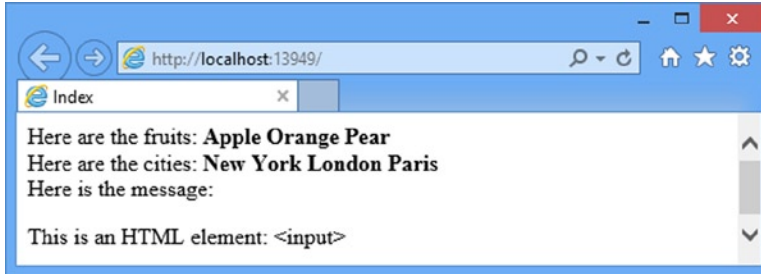 http://localhost:13949/
Index
Here are the fruits: Apple Orange Pear
Here are the cities: New York London Paris
Here is the message:
This is an HTML element: <input>